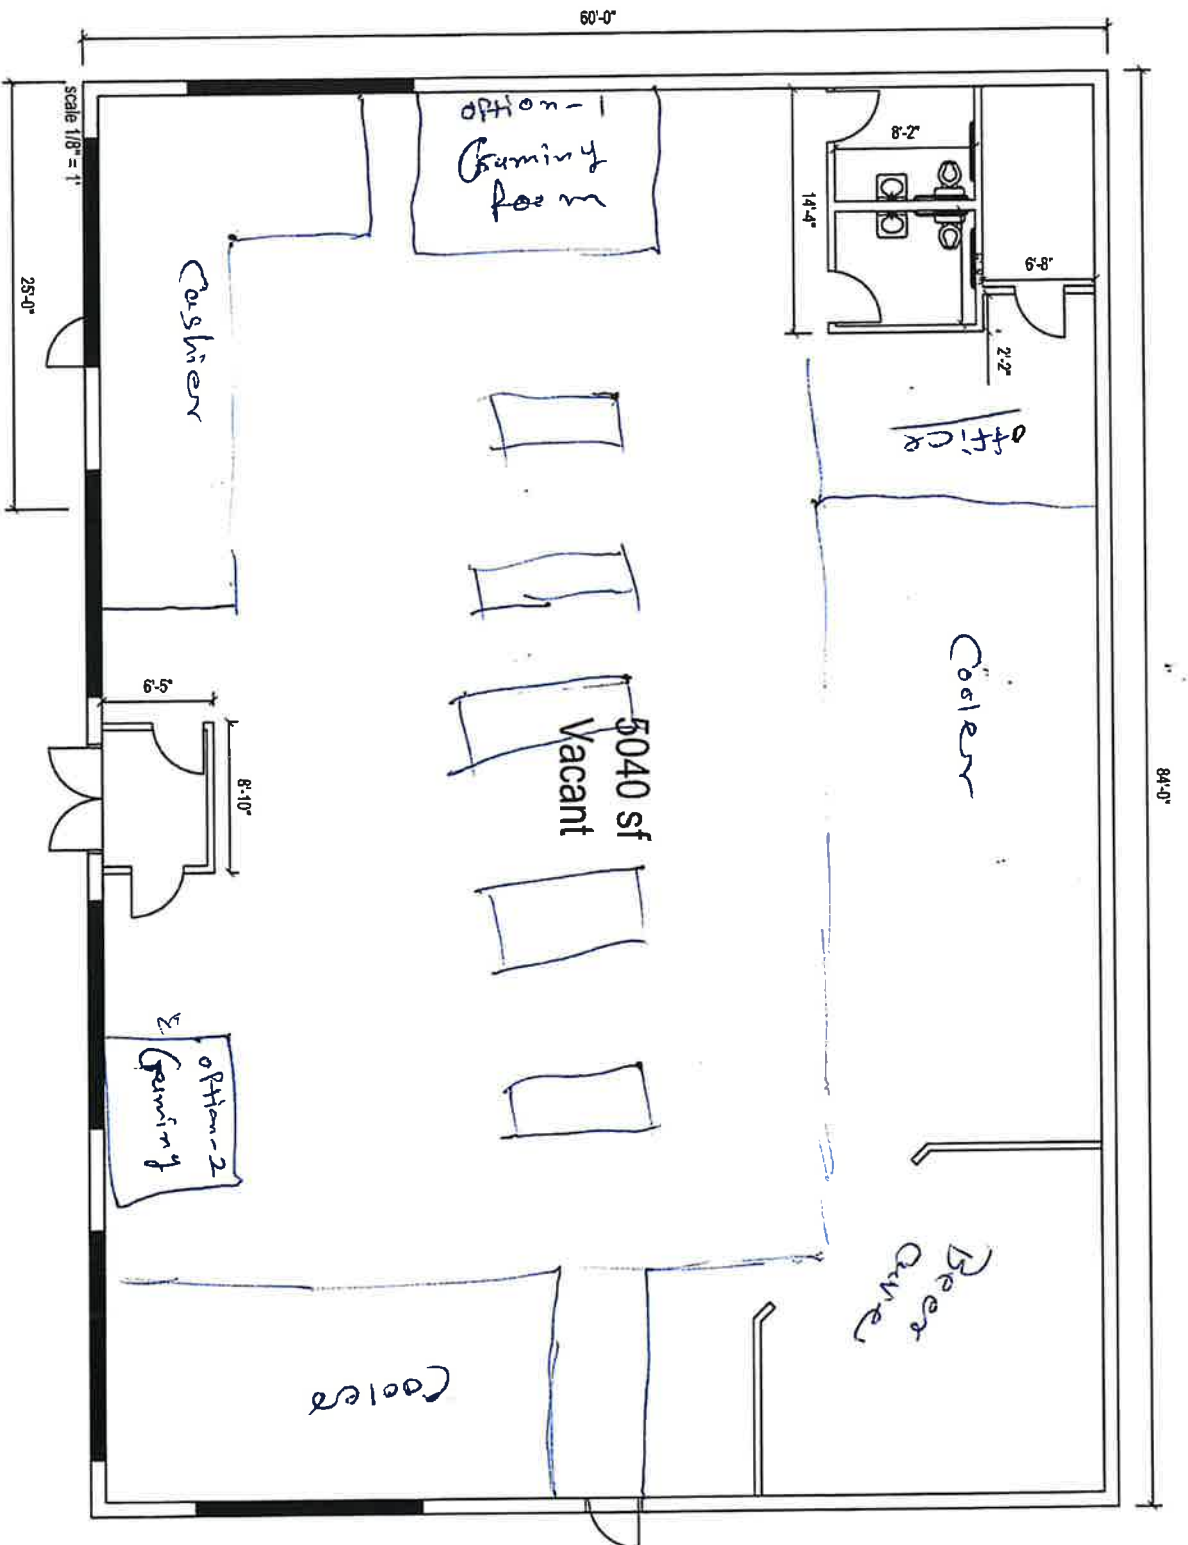 60'-0"
scale 1/8" = 1'
25'-0"
84'-0"
option-1
Gaming
Room
8'-2"
14'-4"
6'-8"
2'-2"
Cashier
office
Cooler
6'-5"
8'-10"
5040 sf
Vacant
option-2
Gaming
Beer
cave
Cooler